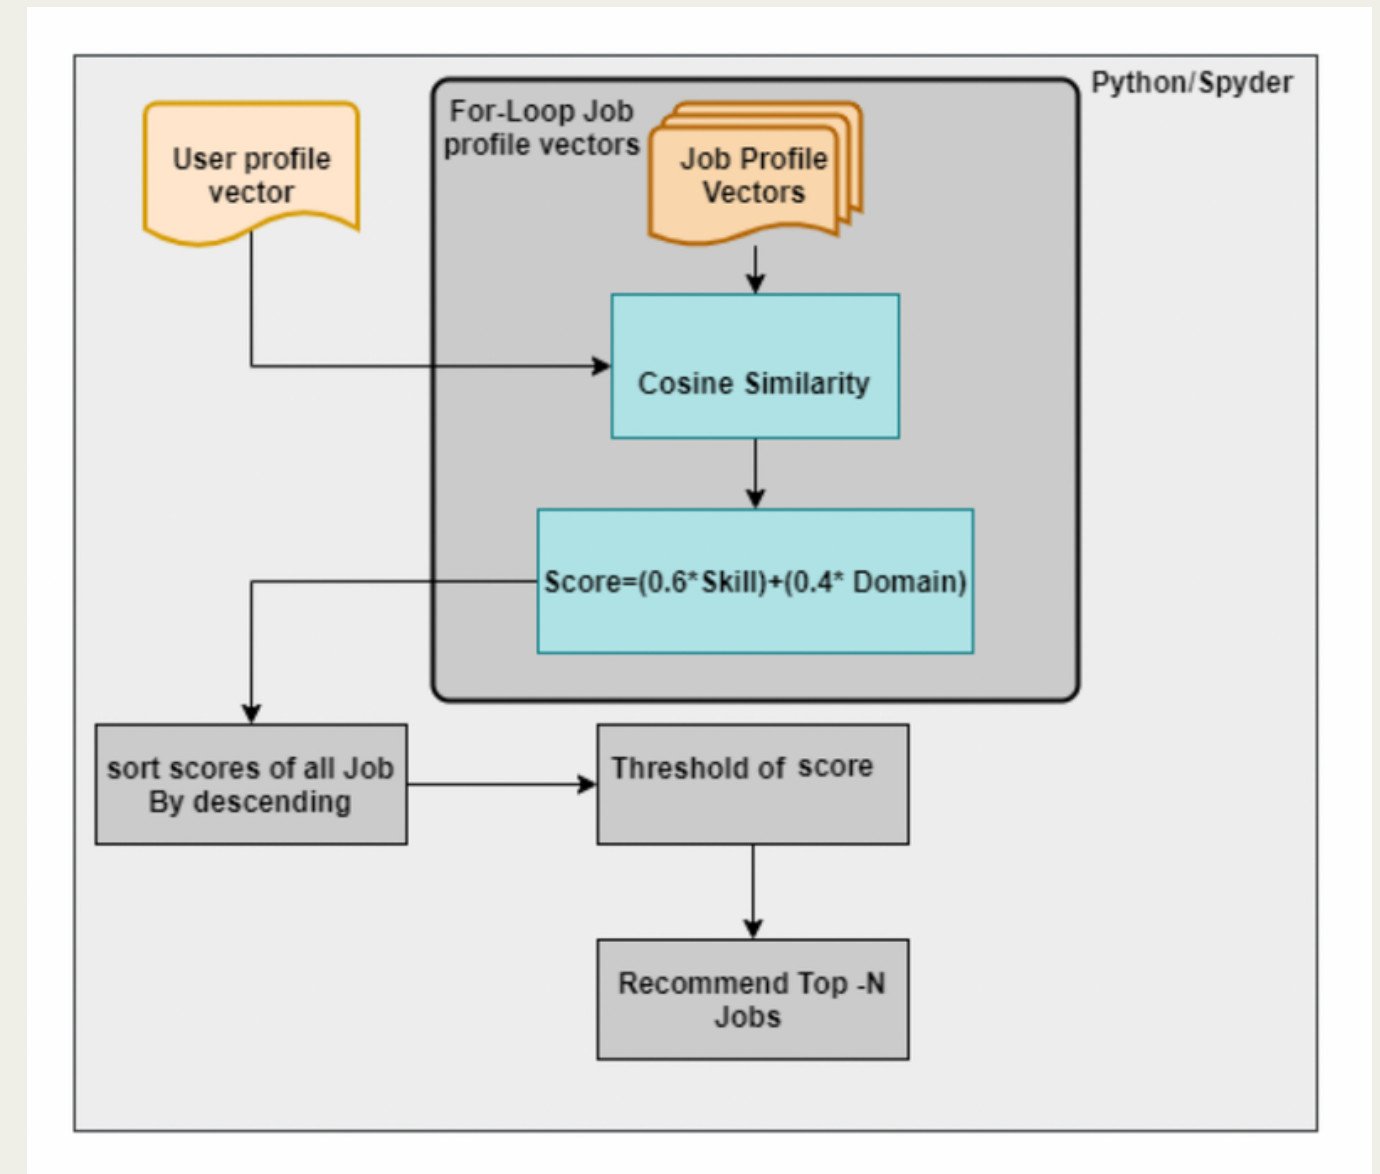 Python/Spyder
For-Loop Job
profile vectors
User profile
vector
Job Profile
Vectors
Cosine Similarity
Score=(0.6*Skill)+(0.4* Domain)
sort scores of all Job
By descending
Threshold of score
Recommend Top -N
Jobs